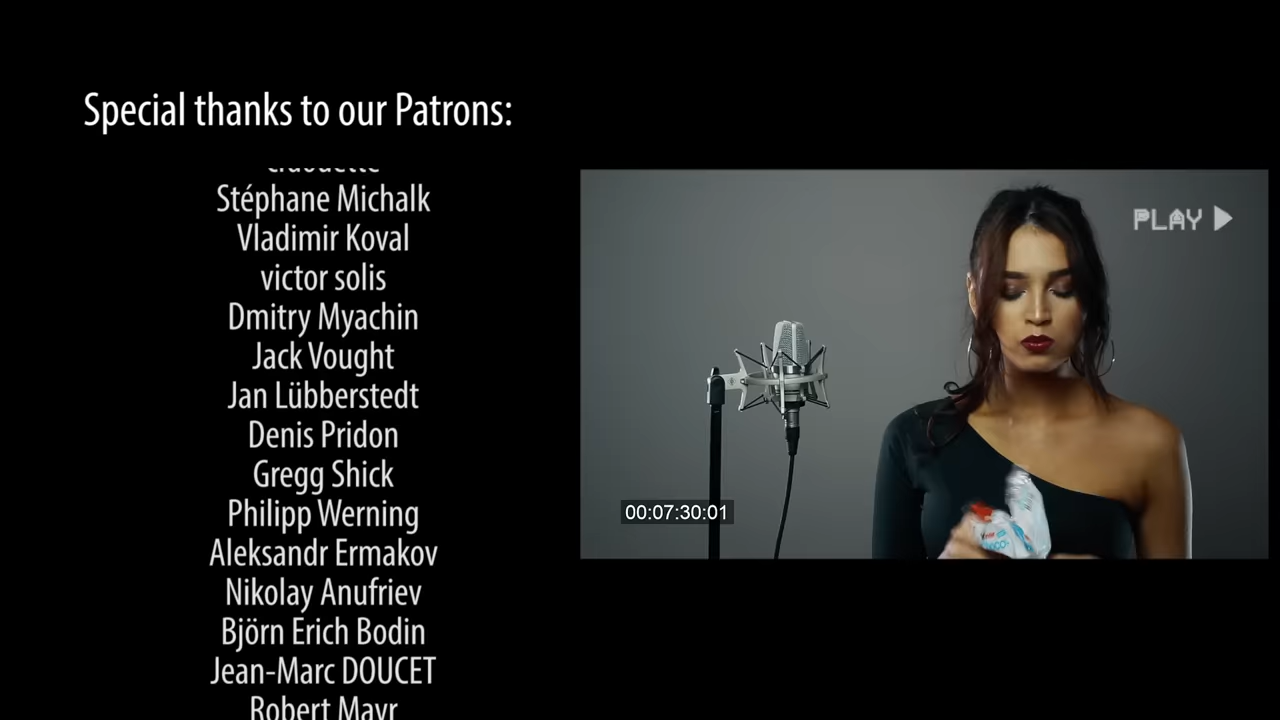 Special thanks to our Patrons:
Stéphane Michalk
Vladimir Koval
victor solis
Dmitry Myachin
Jack Vought
Jan Lübberstedt
Denis Pridon
Gregg Shick
Philipp Werning
Aleksandr Ermakov
Nikolay Anufriev
Björn Erich Bodin
Jean-Marc DOUCET
Robert Mayr
PLAY
00:07:30:01